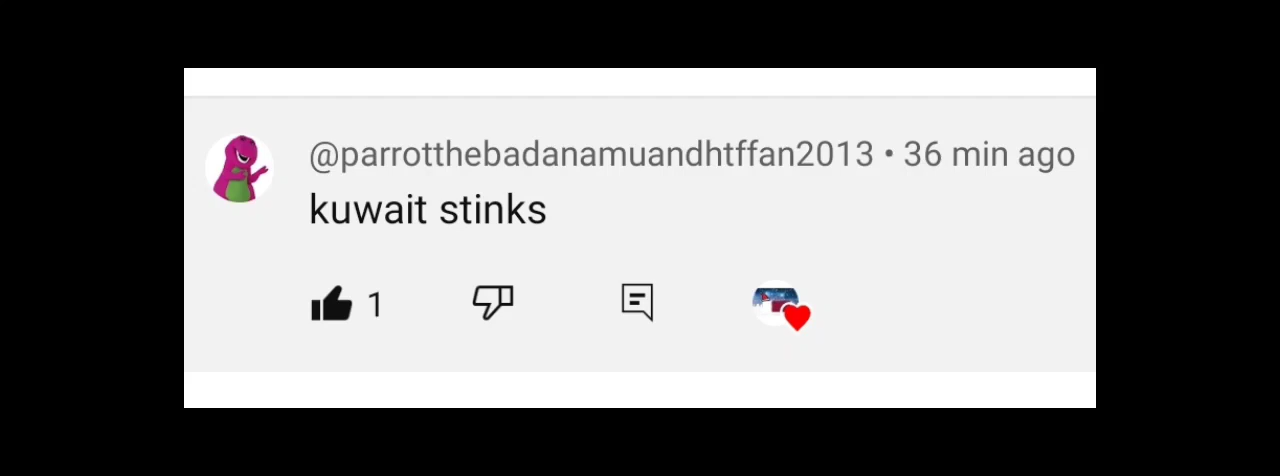 @parrotthebadanamuandhtffan2013 • 36 min ago
kuwait stinks
1